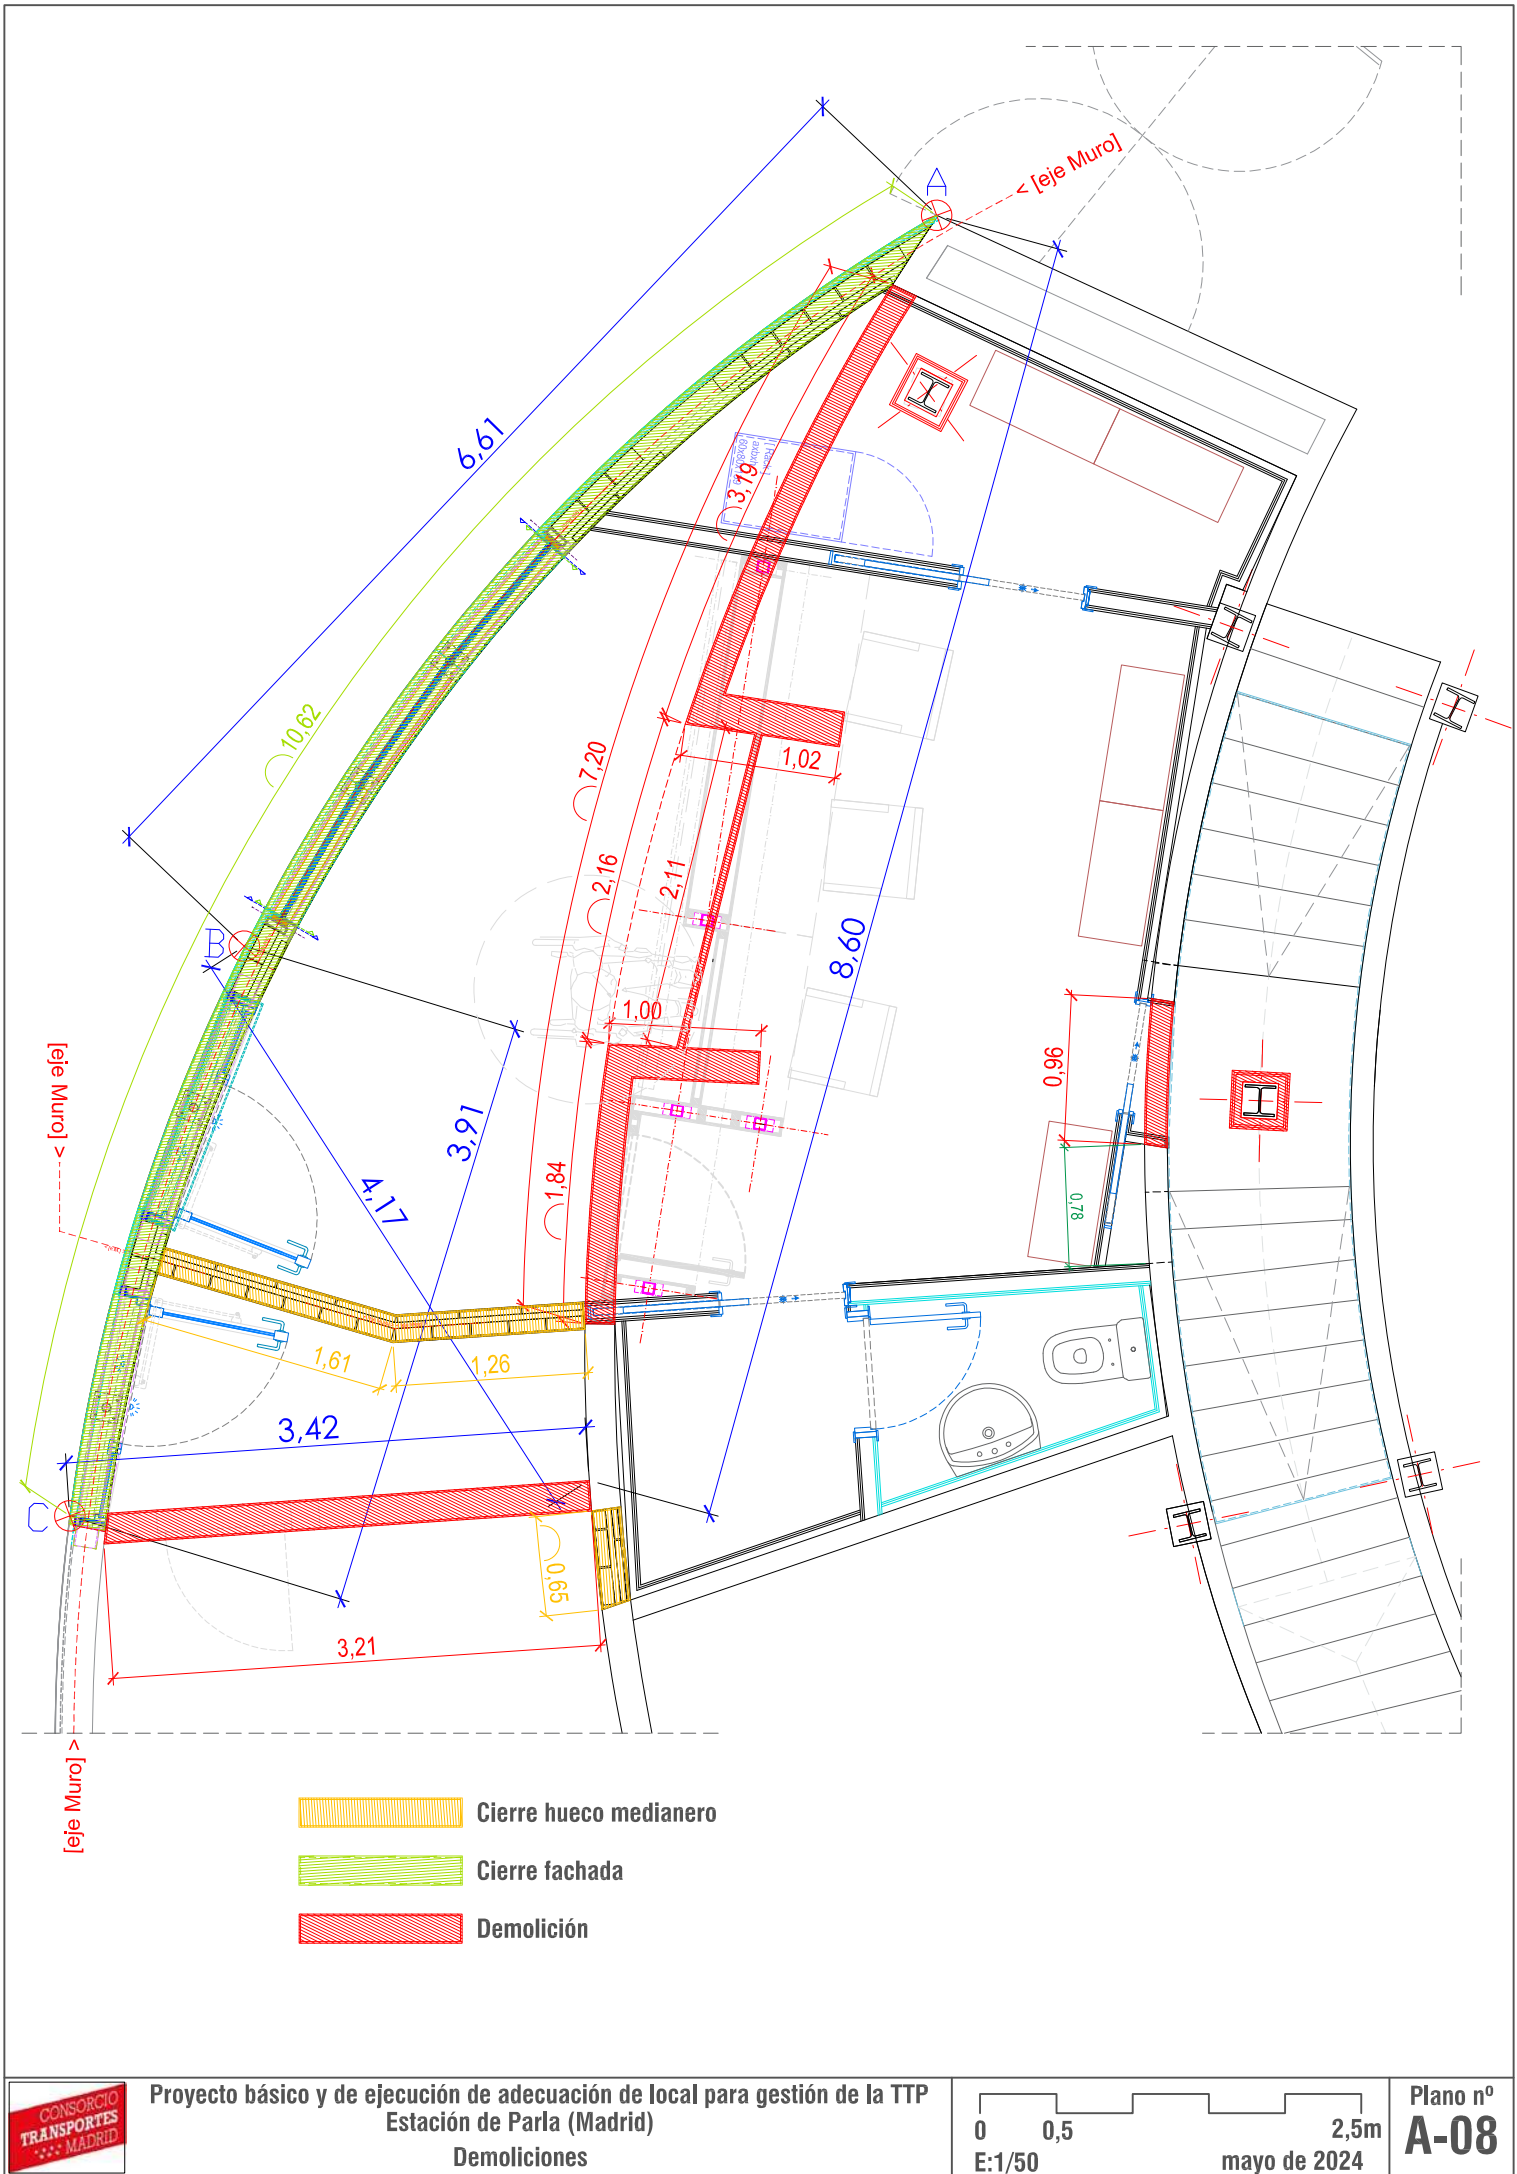 A
< [eje Muro]
6,61
[ Rack ]
3,19
10,62
7,20
1,02
2,16
2,11
8,60
B
1,00
0,96
[eje Muro] >
3,91
4,17
1,84
0,78
1,61
1,26
3,42
C
0,65
3,21
[eje Muro] >
Cierre hueco medianero
Cierre fachada
Demolición
CONSORCIO
TRANSPORTES
MADRID
Proyecto básico y de ejecución de adecuación de local para gestión de la TTP
Estación de Parla (Madrid)
Demoliciones
0 0,5 2,5m
E:1/50 mayo de 2024
Plano nº
A-08